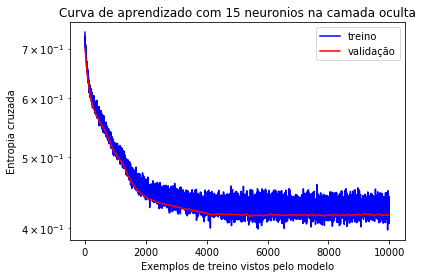 Curva de aprendizado com 15 neuronios na camada oculta
treino
validação
7 × 10⁻¹
6 × 10⁻¹
5 × 10⁻¹
4 × 10⁻¹
Entropia cruzada
0 2000 4000 6000 8000 10000
Exemplos de treino vistos pelo modelo